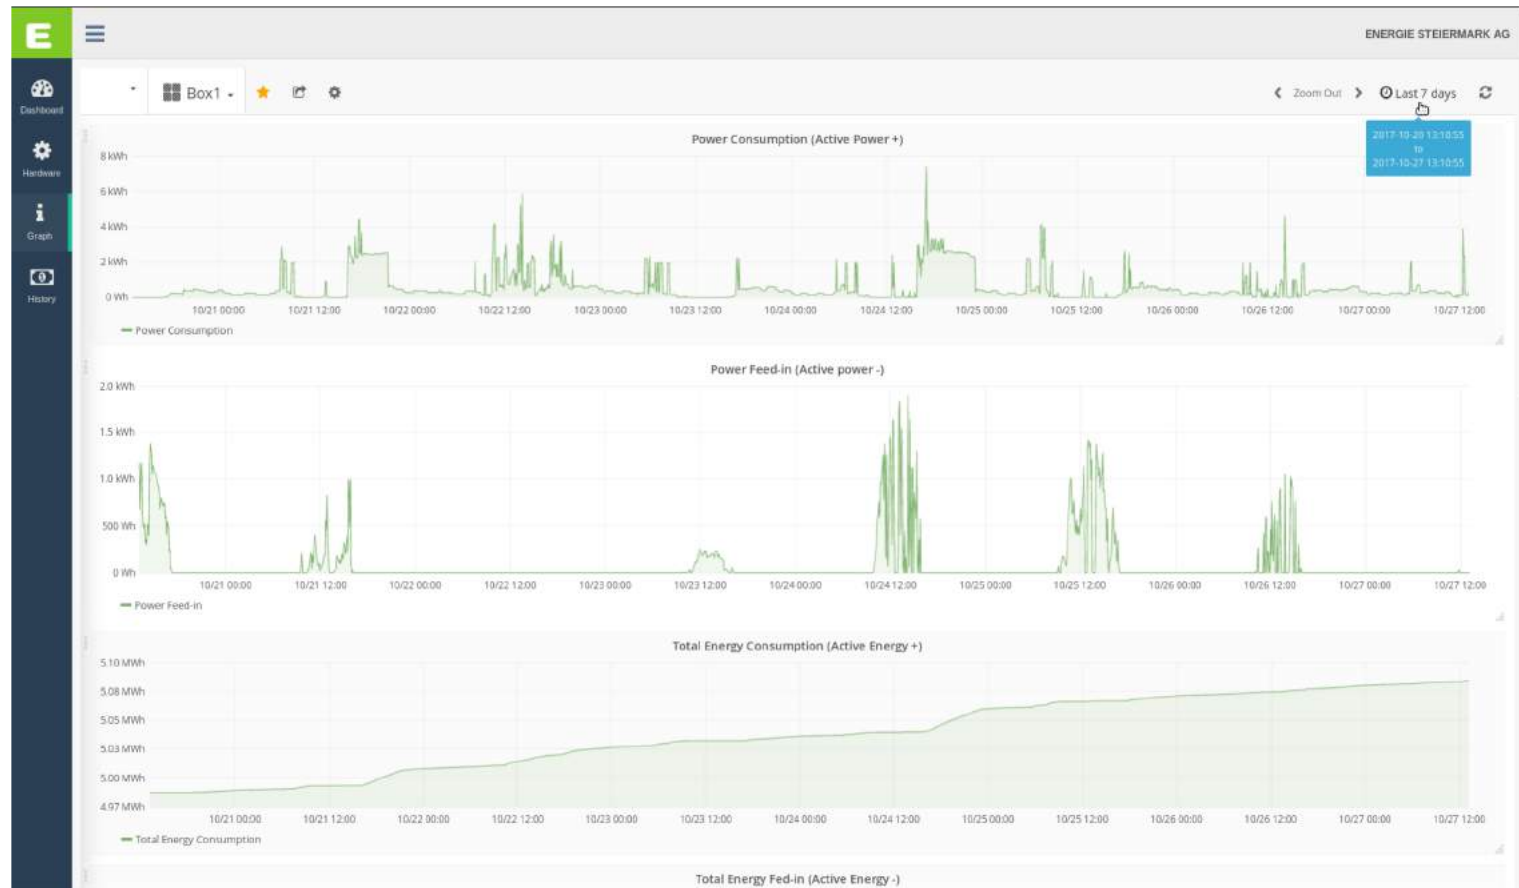 E
ENERGIE STEIERMARK AG
Dashboard
Hardware
Graph
History
Box1
Zoom Out
Last 7 days
2017-10-20 13:10:55
to
2017-10-27 13:10:55
Power Consumption (Active Power +)
8 kWh
6 kWh
4 kWh
2 kWh
0 Wh
10/21 00:00 10/21 12:00 10/22 00:00 10/22 12:00 10/23 00:00 10/23 12:00 10/24 00:00 10/24 12:00 10/25 00:00 10/25 12:00 10/26 00:00 10/26 12:00 10/27 00:00 10/27 12:00
Power Consumption
Power Feed-in (Active power -)
2.0 kWh
1.5 kWh
1.0 kWh
500 Wh
0 Wh
10/21 00:00 10/21 12:00 10/22 00:00 10/22 12:00 10/23 00:00 10/23 12:00 10/24 00:00 10/24 12:00 10/25 00:00 10/25 12:00 10/26 00:00 10/26 12:00 10/27 00:00 10/27 12:00
Power Feed-in
Total Energy Consumption (Active Energy +)
5.10 MWh
5.08 MWh
5.05 MWh
5.03 MWh
5.00 MWh
4.97 MWh
10/21 00:00 10/21 12:00 10/22 00:00 10/22 12:00 10/23 00:00 10/23 12:00 10/24 00:00 10/24 12:00 10/25 00:00 10/25 12:00 10/26 00:00 10/26 12:00 10/27 00:00 10/27 12:00
Total Energy Consumption
Total Energy Fed-in (Active Energy -)